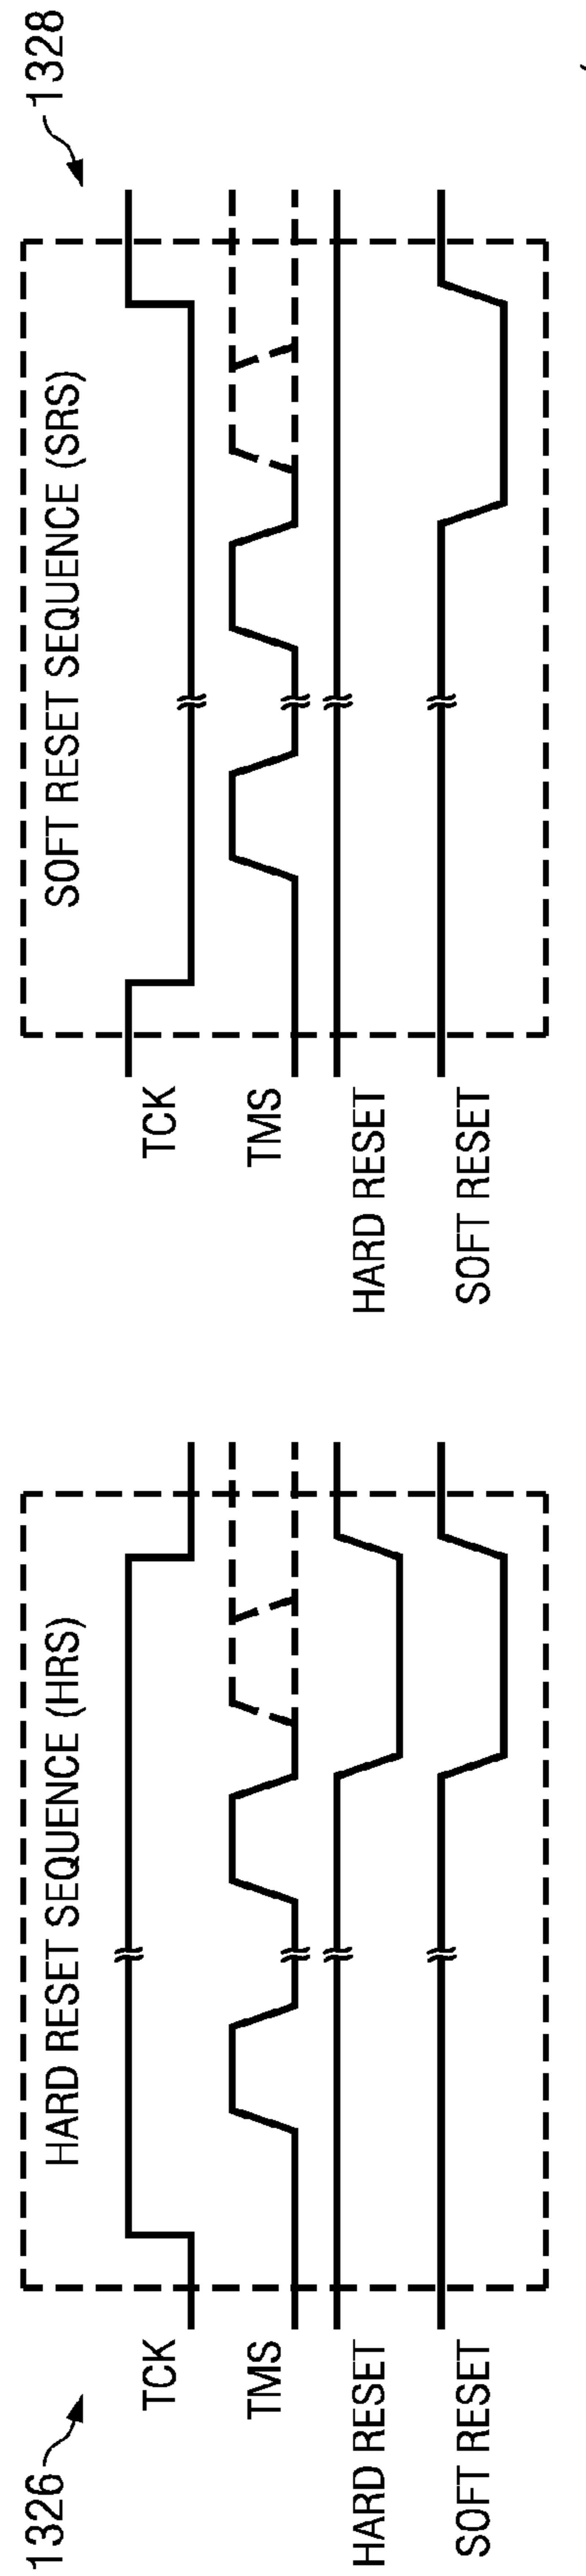 1326
HARD RESET SEQUENCE (HRS)
TCK
TMS
HARD RESET
SOFT RESET
1328
SOFT RESET SEQUENCE (SRS)
TCK
TMS
HARD RESET
SOFT RESET